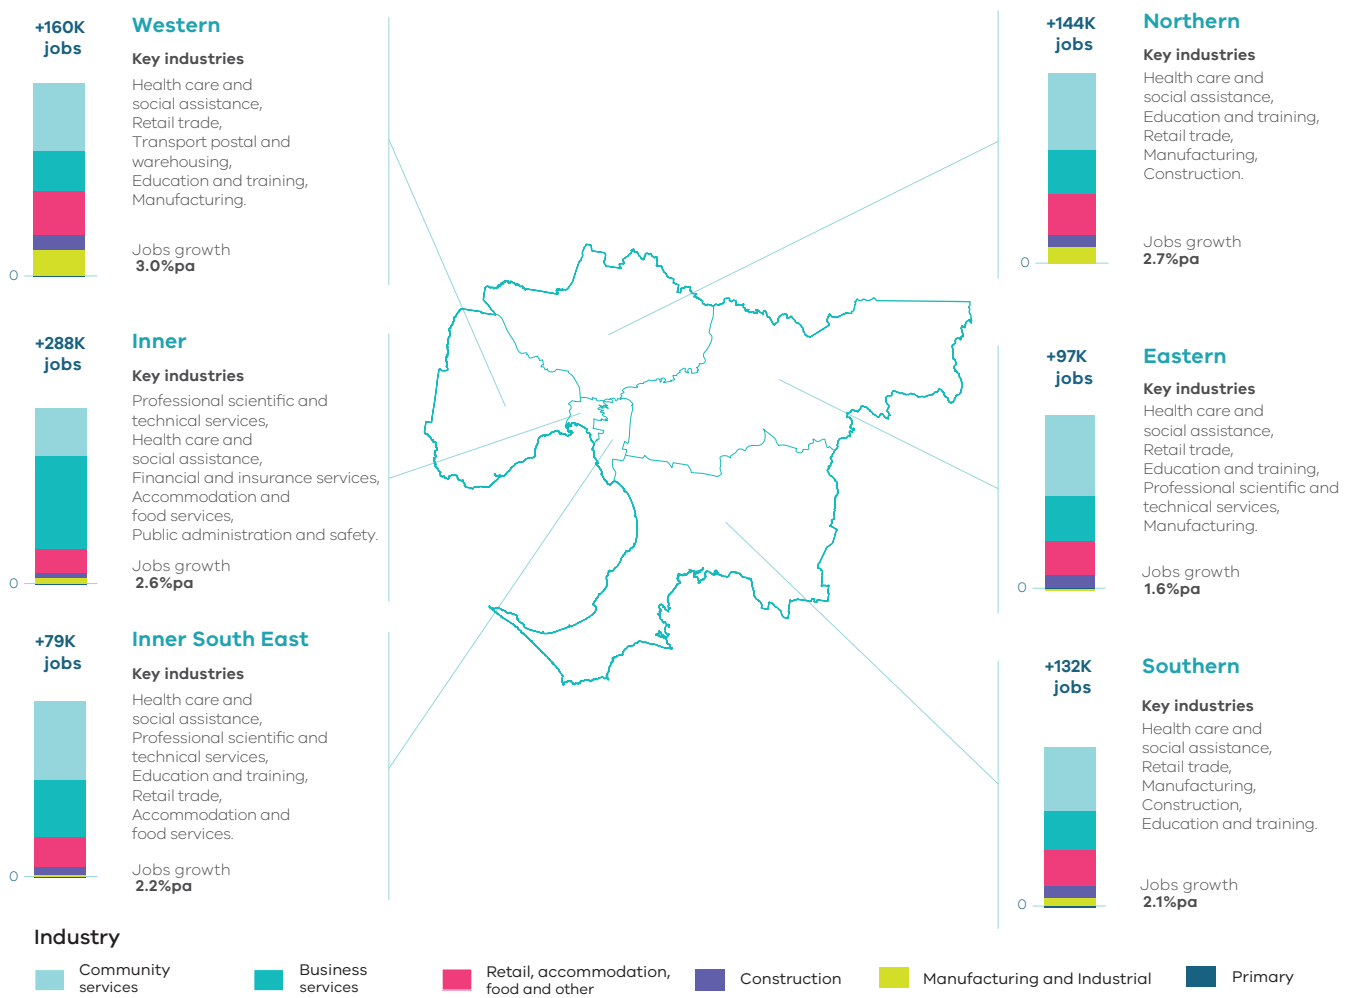 +160K
jobs
Western
Key industries
Health care and
social assistance,
Retail trade,
Transport postal and
warehousing,
Education and training,
Manufacturing.
Jobs growth
3.0%pa
0
+288K
jobs
Inner
Key industries
Professional scientific and
technical services,
Health care and
social assistance,
Financial and insurance services,
Accommodation and
food services,
Public administration and safety.
Jobs growth
2.6%pa
0
+79K
jobs
Inner South East
Key industries
Health care and
social assistance,
Professional scientific and
technical services,
Education and training,
Retail trade,
Accommodation and
food services.
Jobs growth
2.2%pa
0
+144K
jobs
Northern
Key industries
Health care and
social assistance,
Education and training,
Retail trade,
Manufacturing,
Construction.
Jobs growth
2.7%pa
0
+97K
jobs
Eastern
Key industries
Health care and
social assistance,
Retail trade,
Education and training,
Professional scientific and
technical services,
Manufacturing.
Jobs growth
1.6%pa
0
+132K
jobs
Southern
Key industries
Health care and
social assistance,
Retail trade,
Manufacturing,
Construction,
Education and training.
Jobs growth
2.1%pa
0
Industry
Community
services
Business
services
Retail, accommodation,
food and other
Construction
Manufacturing and Industrial
Primary